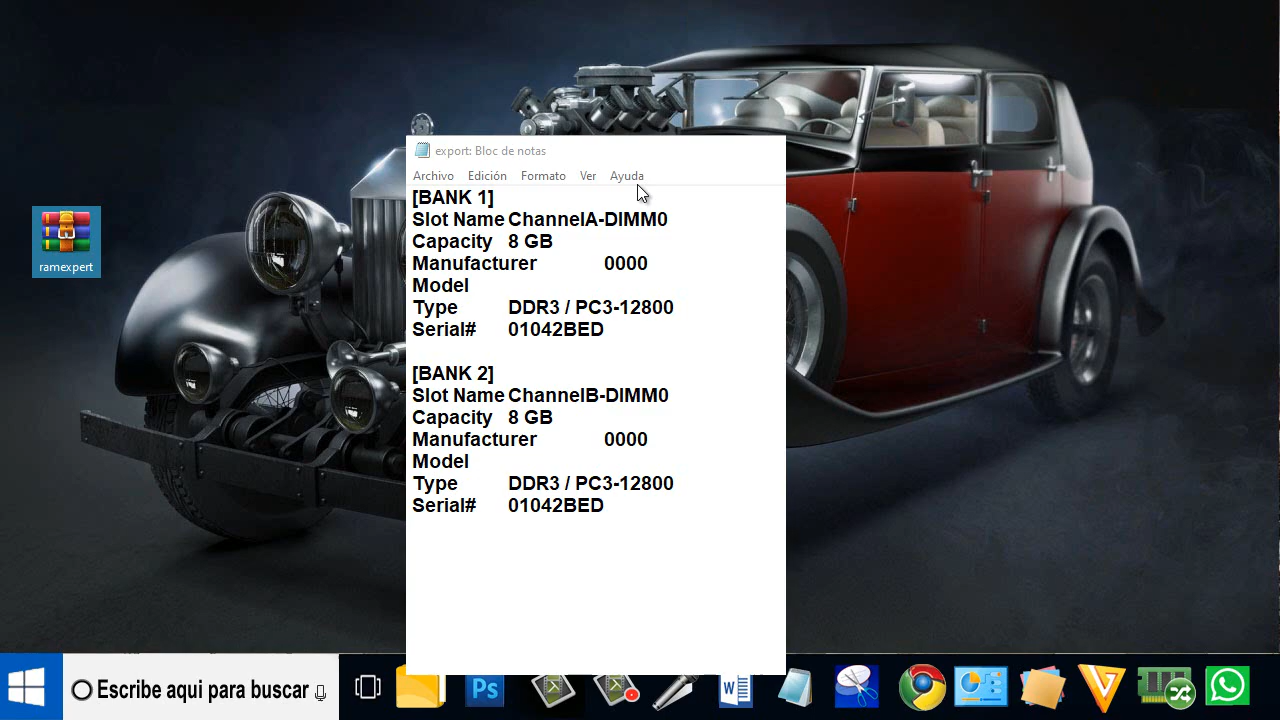 export: Bloc de notas
Archivo Edición Formato Ver Ayuda
[BANK 1]
Slot Name ChannelA-DIMM0
Capacity 8 GB
Manufacturer 0000
Model
Type DDR3 / PC3-12800
Serial# 01042BED
[BANK 2]
Slot Name ChannelB-DIMM0
Capacity 8 GB
Manufacturer 0000
Model
Type DDR3 / PC3-12800
Serial# 01042BED
ramexpert
Escribe aqui para buscar
Ps
W